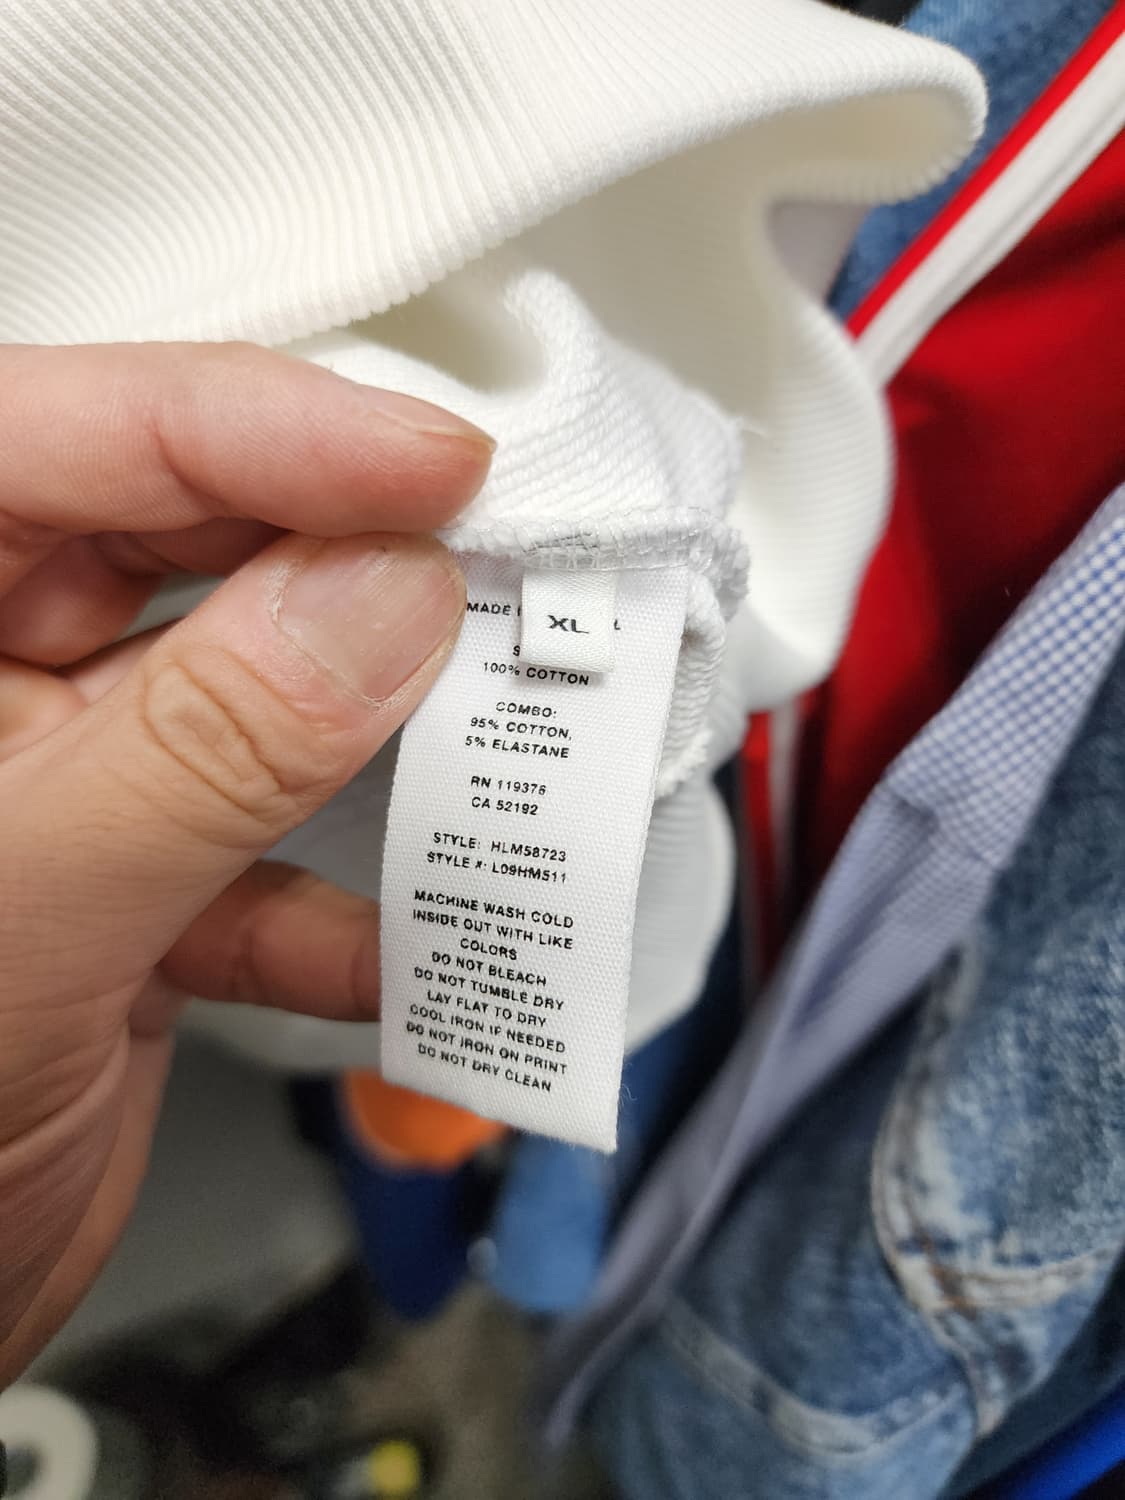 MADE
XL
100% COTTON
COMBO:
95% COTTON,
5% ELASTANE
RN 119376
CA 52192
STYLE: HLM58723
STYLE #: L09HM511
MACHINE WASH COLD
INSIDE OUT WITH LIKE
COLORS
DO NOT BLEACH
DO NOT TUMBLE DRY
LAY FLAT TO DRY
COOL IRON IF NEEDED
DO NOT IRON ON PRINT
DO NOT DRY CLEAN